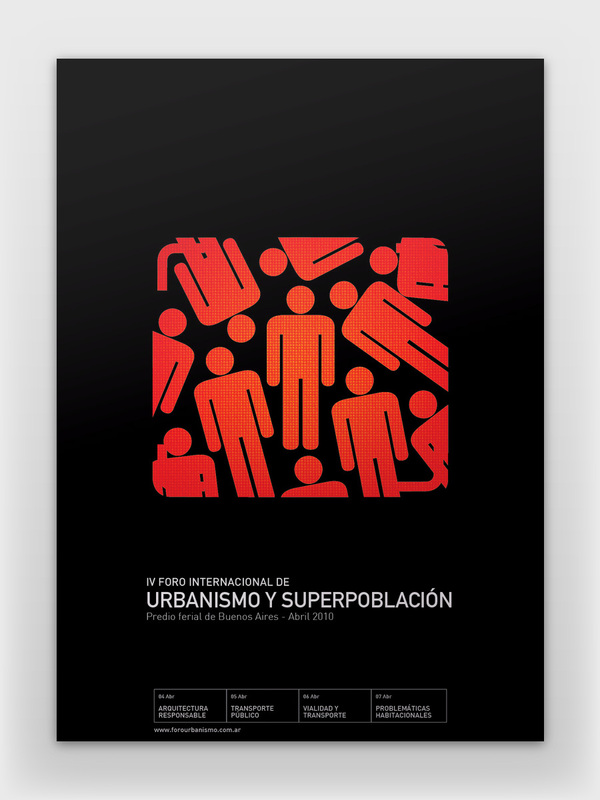 IV FORO INTERNACIONAL DE
URBANISMO Y SUPERPOBLACIÓN
Predio ferial de Buenos Aires - Abril 2010
04 Abr
ARQUITECTURA
RESPONSABLE
05 Abr
TRANSPORTE
PÚBLICO
06 Abr
VIALIDAD Y
TRANSPORTE
07 Abr
PROBLEMÁTICAS
HABITACIONALES
www.forourbanismo.com.ar